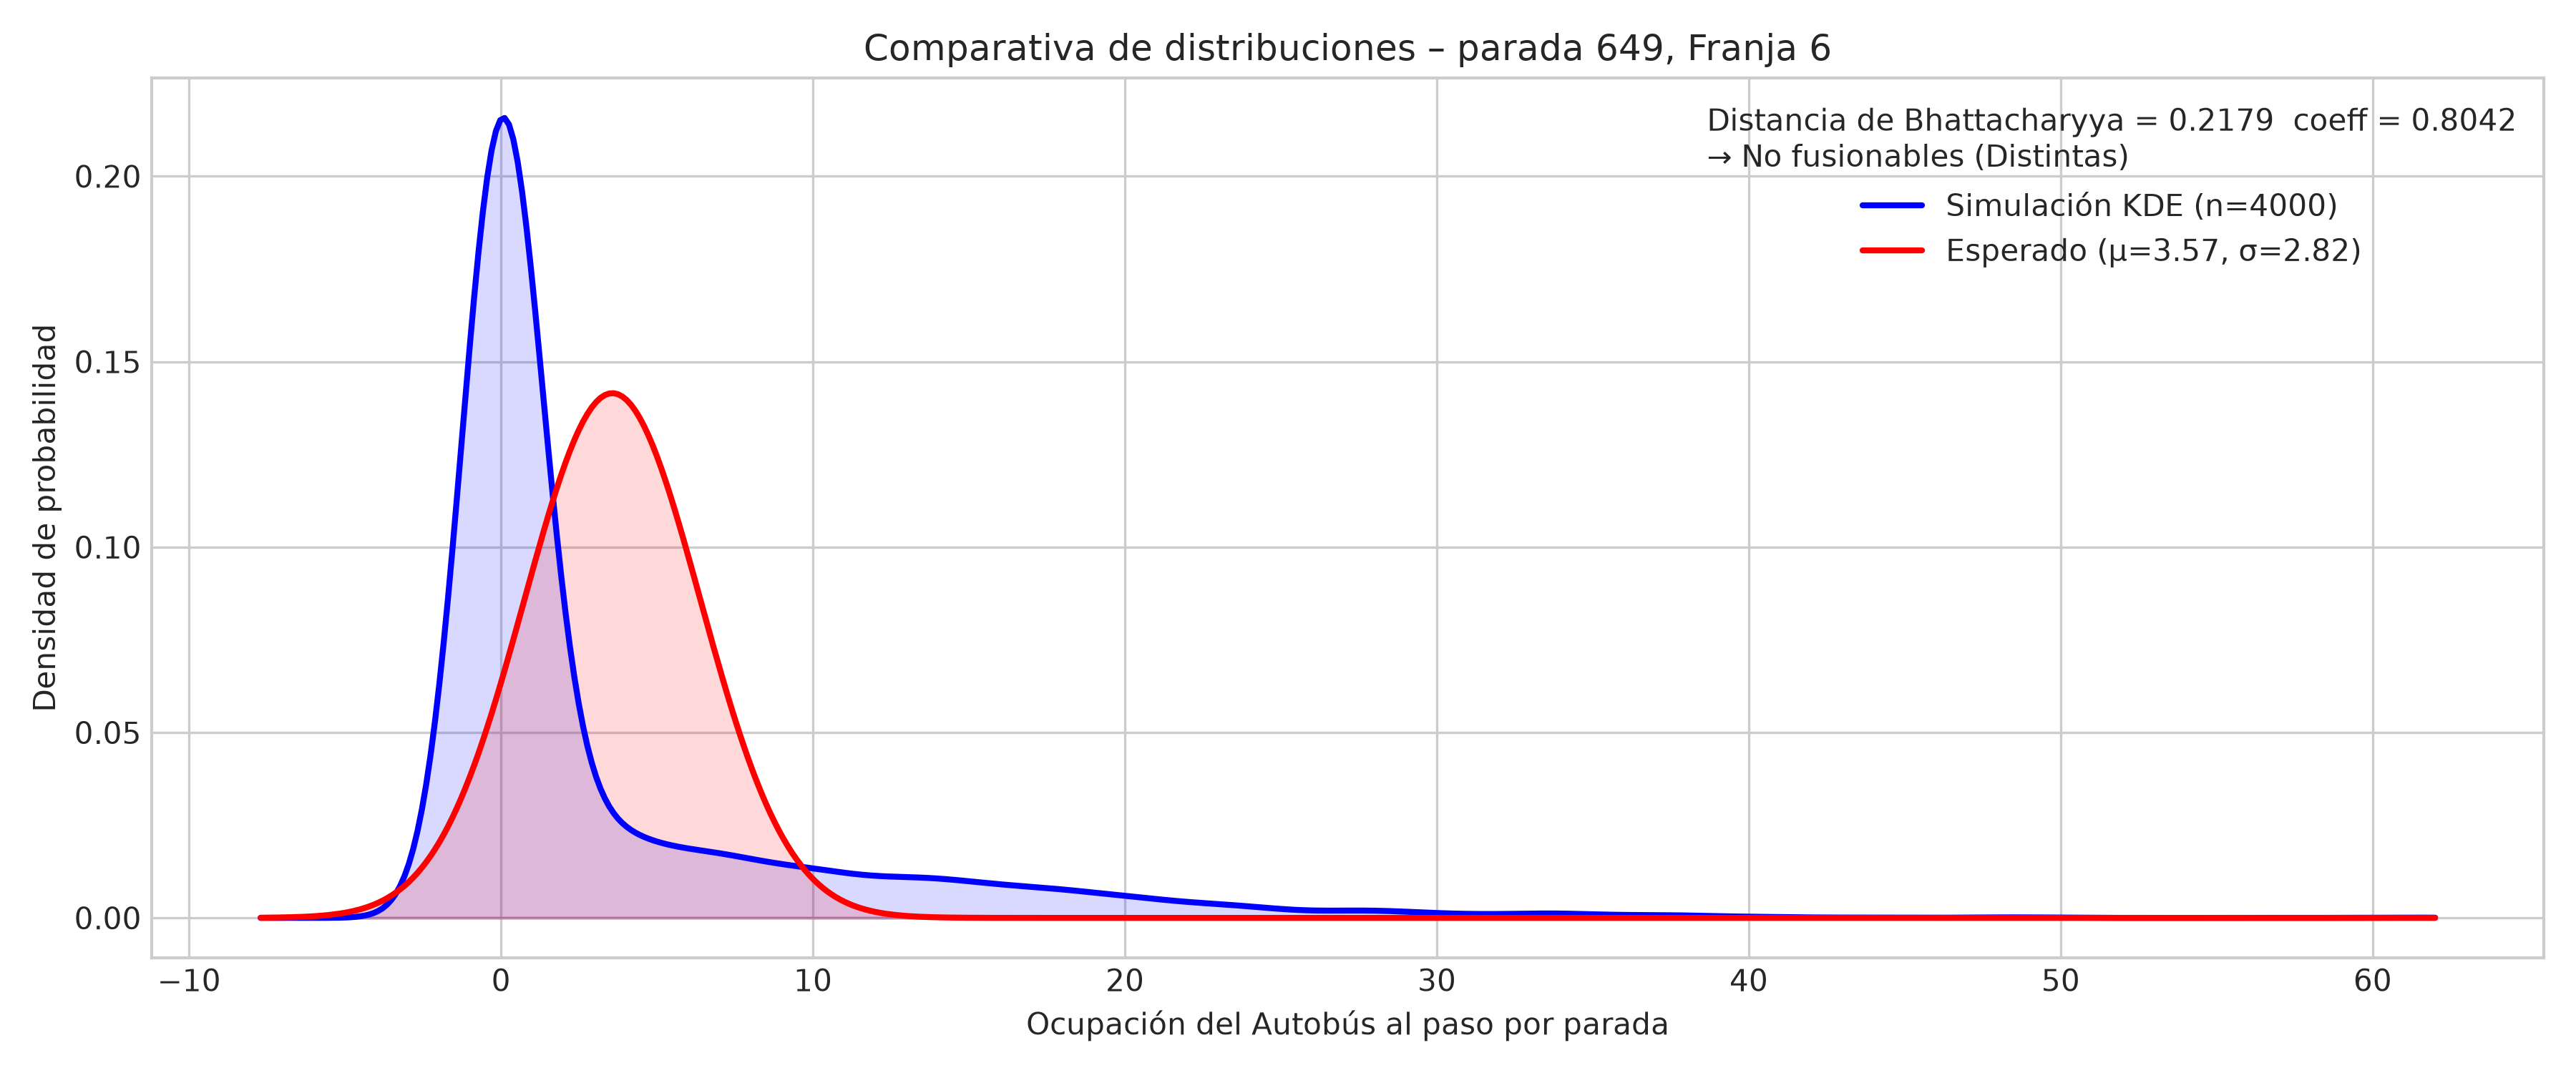 Comparativa de distribuciones – parada 649, Franja 6
Distancia de Bhattacharyya = 0.2179  coeff = 0.8042
→ No fusionables (Distintas)
Simulación KDE (n=4000)
Esperado (μ=3.57, σ=2.82)
Densidad de probabilidad
0.20
0.15
0.10
0.05
0.00
−10 0 10 20 30 40 50 60
Ocupación del Autobús al paso por parada